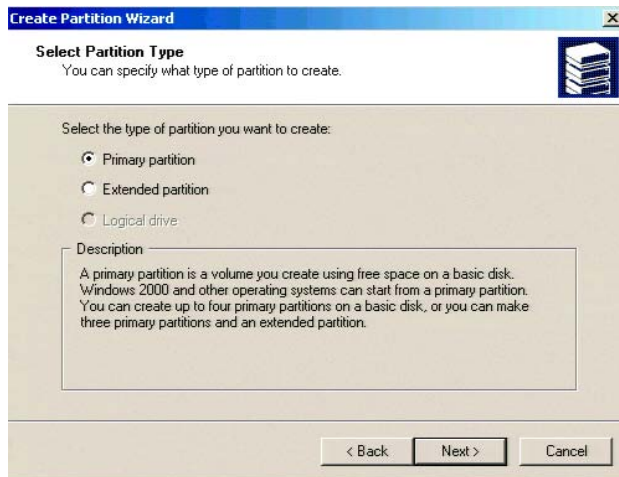 Create Partition Wizard
Select Partition Type
You can specify what type of partition to create.
Select the type of partition you want to create:
Primary partition
Extended partition
Logical drive
Description
A primary partition is a volume you create using free space on a basic disk.
Windows 2000 and other operating systems can start from a primary partition.
You can create up to four primary partitions on a basic disk, or you can make
three primary partitions and an extended partition.
< Back
Next >
Cancel